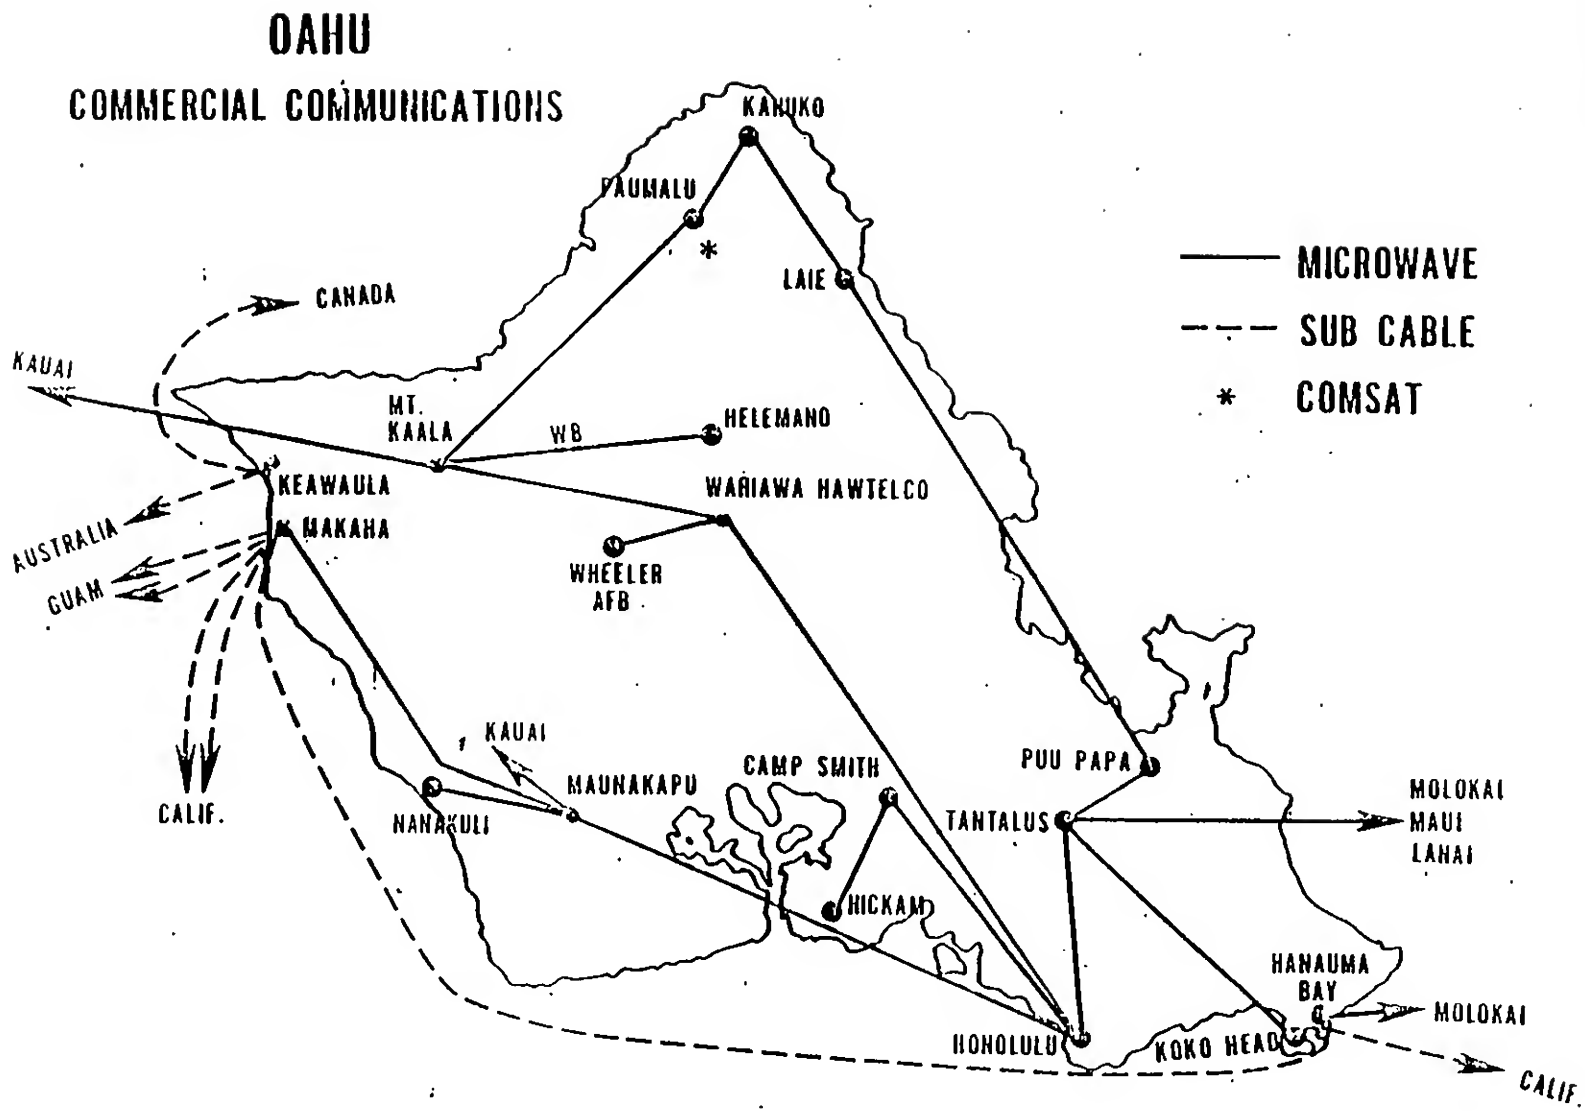 OAHU
COMMERCIAL COMMUNICATIONS
KAHUKO
PAUMALU
*
LAIE
MICROWAVE
SUB CABLE
* COMSAT
CANADA
KAUAI
MT.
KAALA
WB
HELEMANO
KEAWAULA
WAHIAWA HAWTELCO
AUSTRALIA
MAKAHA
GUAM
WHEELER
AFB
KAUAI
CAMP SMITH
PUU PAPA
MAUNAKAPU
CALIF.
NANAKULI
TANTALUS
MOLOKAI
MAUI
LANAI
HICKAM
HANAUMA
BAY
MOLOKAI
HONOLULU
KOKO HEAD
CALIF.